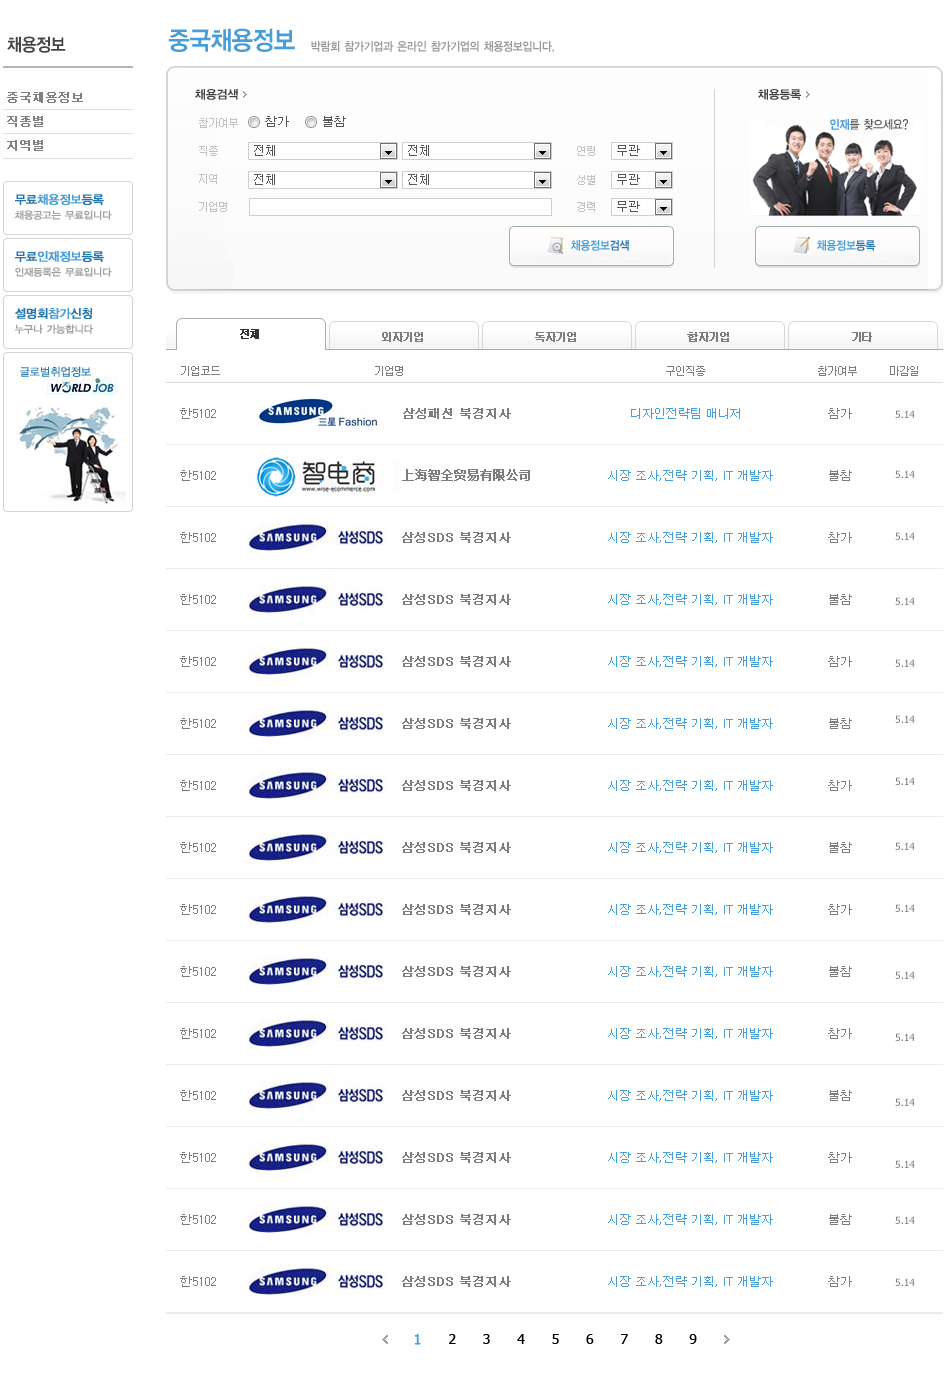 채용정보
중국채용정보
직종별
지역별
무료채용정보등록
채용공고는 무료입니다
무료인재정보등록
인재등록은 무료입니다
설명회참가신청
누구나 가능합니다
글로벌취업정보
WORLD JOB
중국채용정보 박람회 참가기업과 온라인 참가기업의 채용정보입니다.
채용검색 >
참가여부 참가 불참
직종 전체 전체 연령 무관
지역 전체 전체 성별 무관
기업명 경력 무관
채용정보검색
채용등록 >
인재를 찾으세요?
채용정보등록
전체 외자기업 독자기업 합자기업 기타
기업코드 기업명 구인직종 참가여부 마감일
한5102 SAMSUNG 三星 Fashion 삼성패션 북경지사 디자인전략팀 매니저 참가 5.14
한5102 智电商 www.wise-ecommerce.com 上海智全贸易有限公司 시장 조사,전략 기획, IT 개발자 불참 5.14
한5102 SAMSUNG 삼성SDS 삼성SDS 북경지사 시장 조사,전략 기획, IT 개발자 참가 5.14
한5102 SAMSUNG 삼성SDS 삼성SDS 북경지사 시장 조사,전략 기획, IT 개발자 불참 5.14
한5102 SAMSUNG 삼성SDS 삼성SDS 북경지사 시장 조사,전략 기획, IT 개발자 참가 5.14
한5102 SAMSUNG 삼성SDS 삼성SDS 북경지사 시장 조사,전략 기획, IT 개발자 불참 5.14
한5102 SAMSUNG 삼성SDS 삼성SDS 북경지사 시장 조사,전략 기획, IT 개발자 참가 5.14
한5102 SAMSUNG 삼성SDS 삼성SDS 북경지사 시장 조사,전략 기획, IT 개발자 불참 5.14
한5102 SAMSUNG 삼성SDS 삼성SDS 북경지사 시장 조사,전략 기획, IT 개발자 참가 5.14
한5102 SAMSUNG 삼성SDS 삼성SDS 북경지사 시장 조사,전략 기획, IT 개발자 불참 5.14
한5102 SAMSUNG 삼성SDS 삼성SDS 북경지사 시장 조사,전략 기획, IT 개발자 참가 5.14
한5102 SAMSUNG 삼성SDS 삼성SDS 북경지사 시장 조사,전략 기획, IT 개발자 불참 5.14
한5102 SAMSUNG 삼성SDS 삼성SDS 북경지사 시장 조사,전략 기획, IT 개발자 참가 5.14
한5102 SAMSUNG 삼성SDS 삼성SDS 북경지사 시장 조사,전략 기획, IT 개발자 불참 5.14
한5102 SAMSUNG 삼성SDS 삼성SDS 북경지사 시장 조사,전략 기획, IT 개발자 참가 5.14
< 1 2 3 4 5 6 7 8 9 >